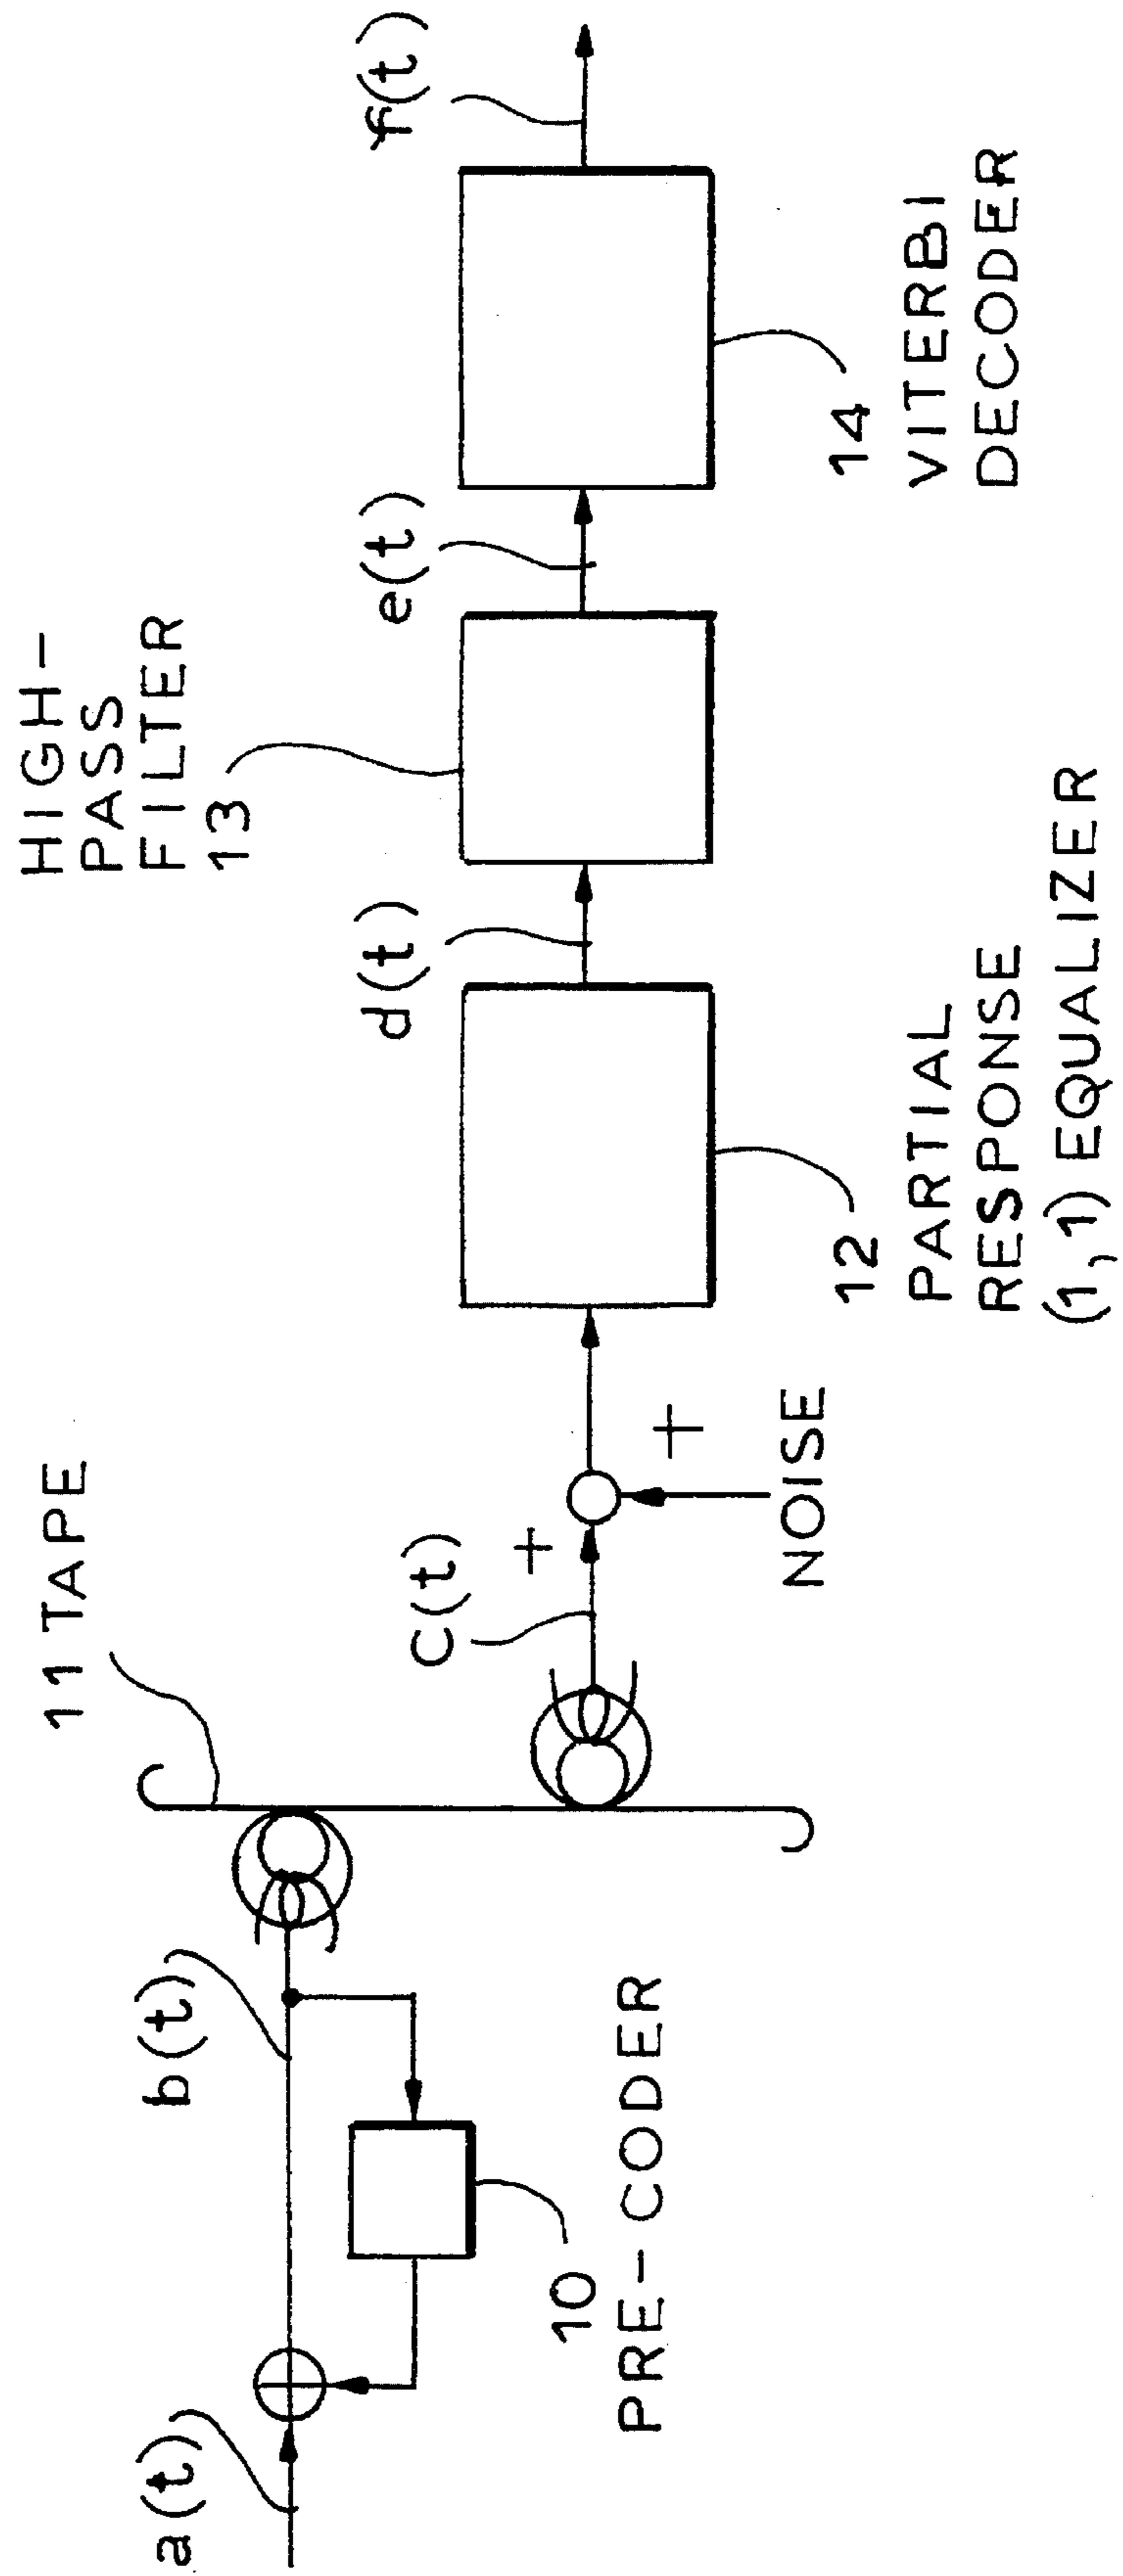 a(t)
b(t)
10
PRE-CODER
11 TAPE
C(t)
+
+
NOISE
12
PARTIAL
RESPONSE
(1,1) EQUALIZER
d(t)
HIGH-
PASS
FILTER
13
e(t)
14
VITERBI
DECODER
f(t)